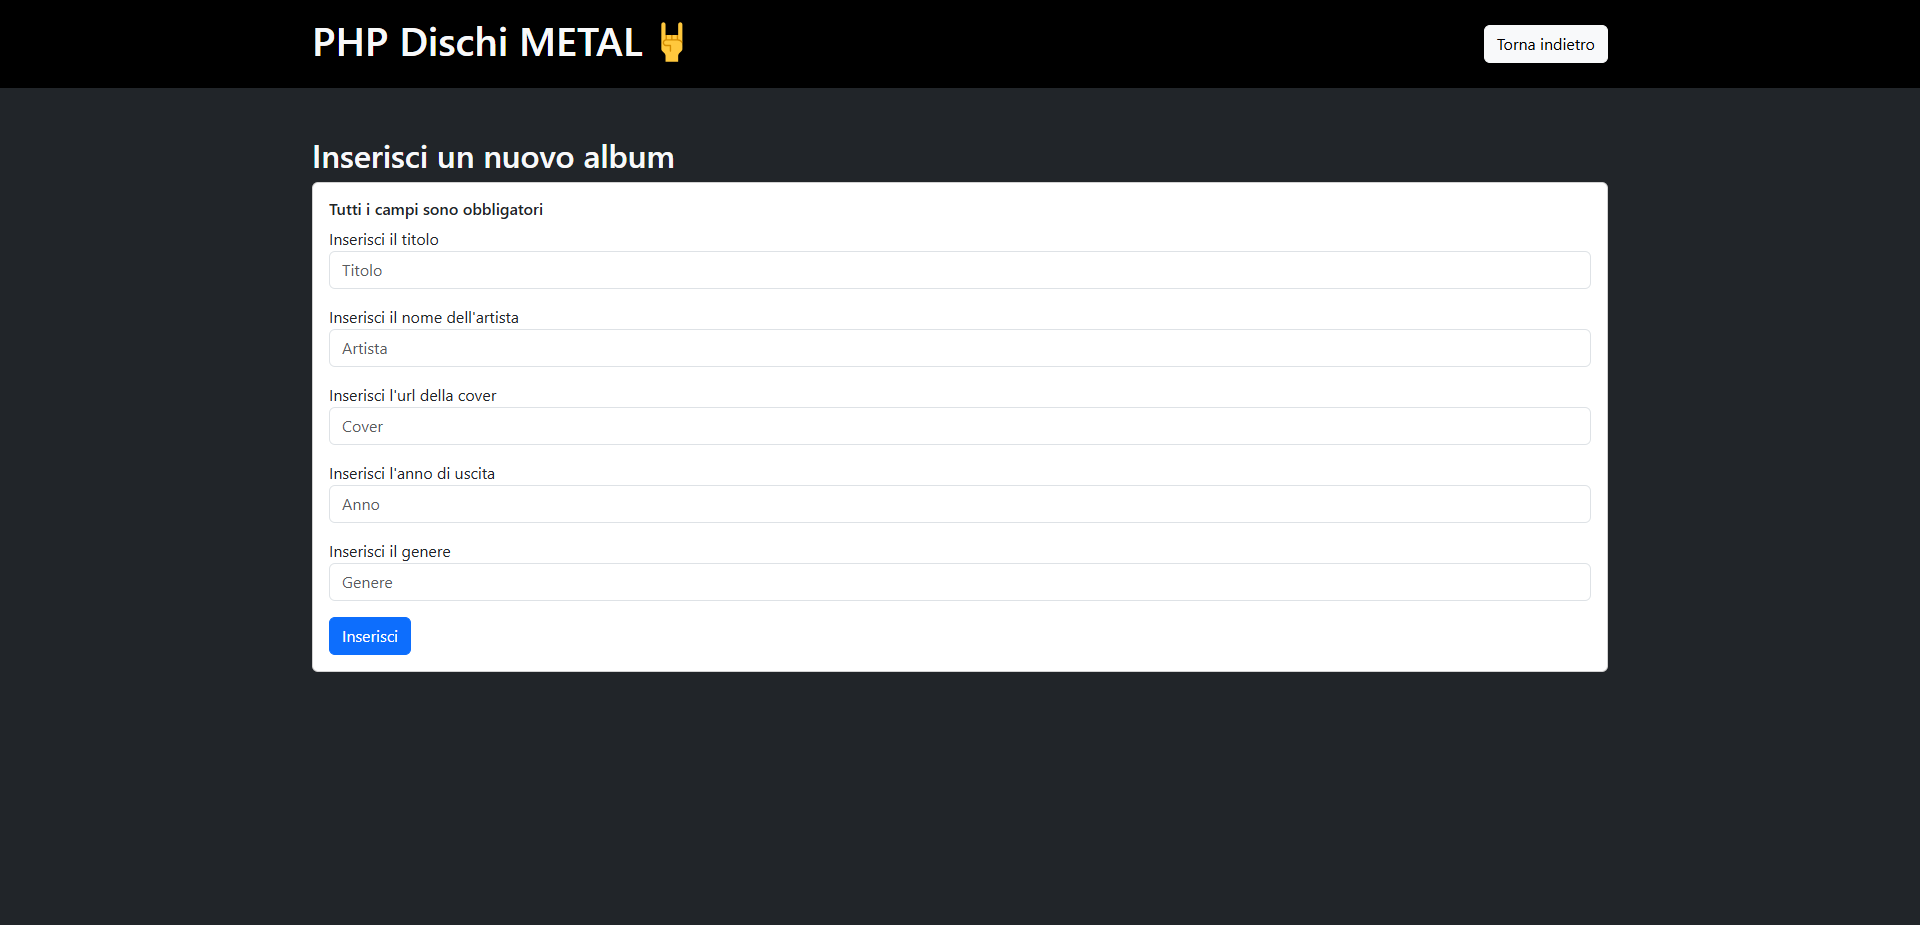 PHP Dischi METAL 🤘
Torna indietro
Inserisci un nuovo album
Tutti i campi sono obbligatori
Inserisci il titolo
Titolo
Inserisci il nome dell'artista
Artista
Inserisci l'url della cover
Cover
Inserisci l'anno di uscita
Anno
Inserisci il genere
Genere
Inserisci